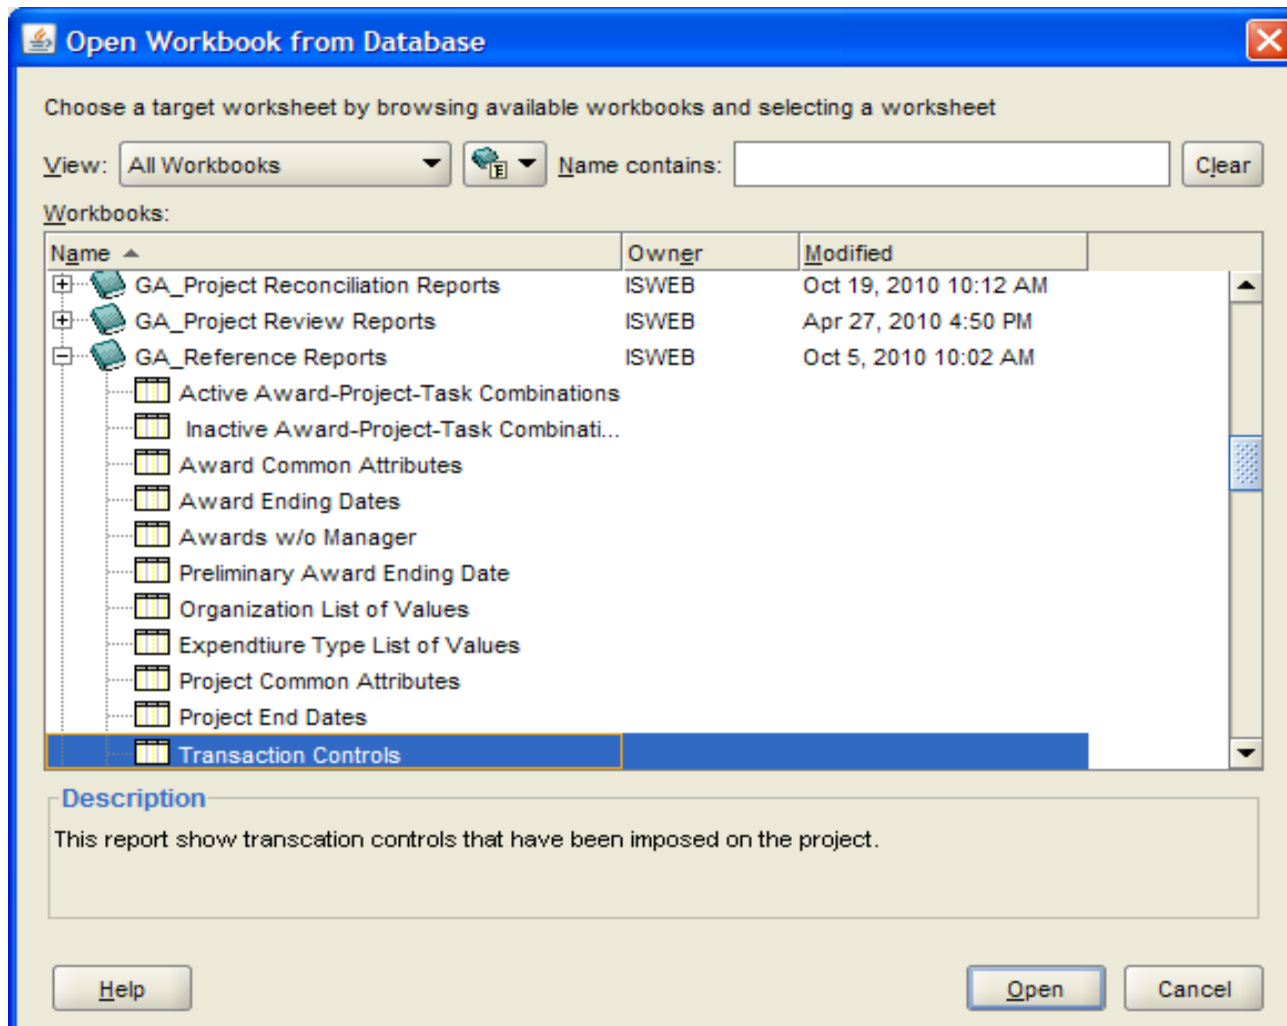 Open Workbook from Database
Choose a target worksheet by browsing available workbooks and selecting a worksheet
View: All Workbooks E Name contains: Clear
Workbooks:
Name Owner Modified
GA_Project Reconciliation Reports ISWEB Oct 19, 2010 10:12 AM
GA_Project Review Reports ISWEB Apr 27, 2010 4:50 PM
GA_Reference Reports ISWEB Oct 5, 2010 10:02 AM
Active Award-Project-Task Combinations
Inactive Award-Project-Task Combinati...
Award Common Attributes
Award Ending Dates
Awards w/o Manager
Preliminary Award Ending Date
Organization List of Values
Expendtiure Type List of Values
Project Common Attributes
Project End Dates
Transaction Controls
Description
This report show transcation controls that have been imposed on the project.
Help Open Cancel